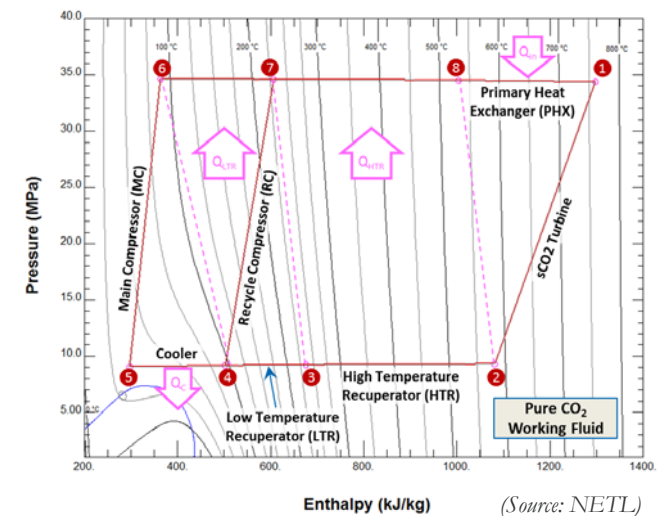 40.0
100 °C 200 °C 300 °C 400 °C 500 °C 600 °C 700 °C 800 °C
6 7 8 1
35.0
Primary Heat
Exchanger (PHX)
30.0
Q LTR
Q HTR
Main Compressor (MC)
Recycle Compressor (RC)
sCO2 Turbine
25.0
Pressure (MPa)
20.0
15.0
10.0
Cooler
5 4 3 2
Q C
High Temperature
Recuperator (HTR)
5.00
Low Temperature
Recuperator (LTR)
Pure CO₂
Working Fluid
200. 400. 600. 800. 1000. 1200. 1400.
Enthalpy (kJ/kg)
(Source: NETL)